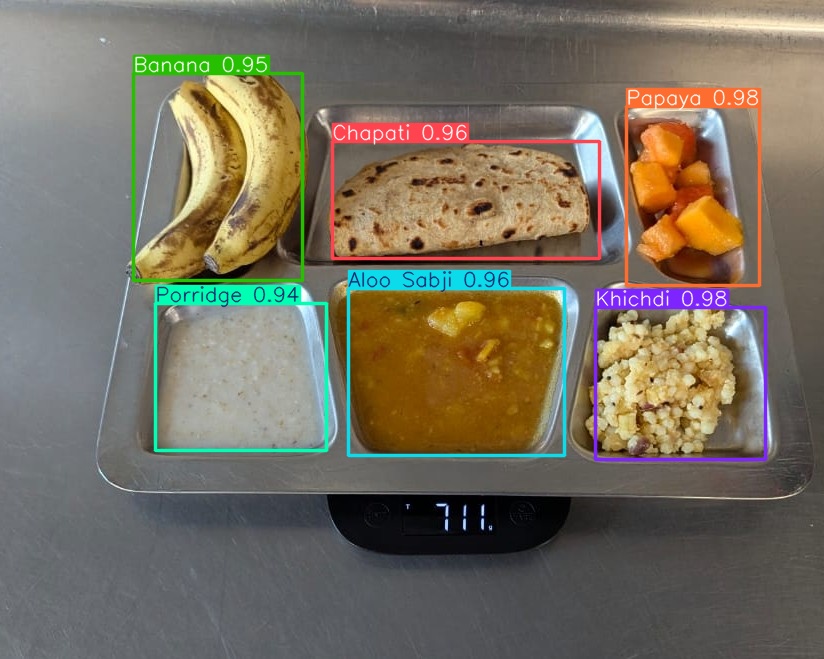 Banana 0.95
Papaya 0.98
Chapati 0.96
Aloo Sabji 0.96
Porridge 0.94
Khichdi 0.98
T 711 g